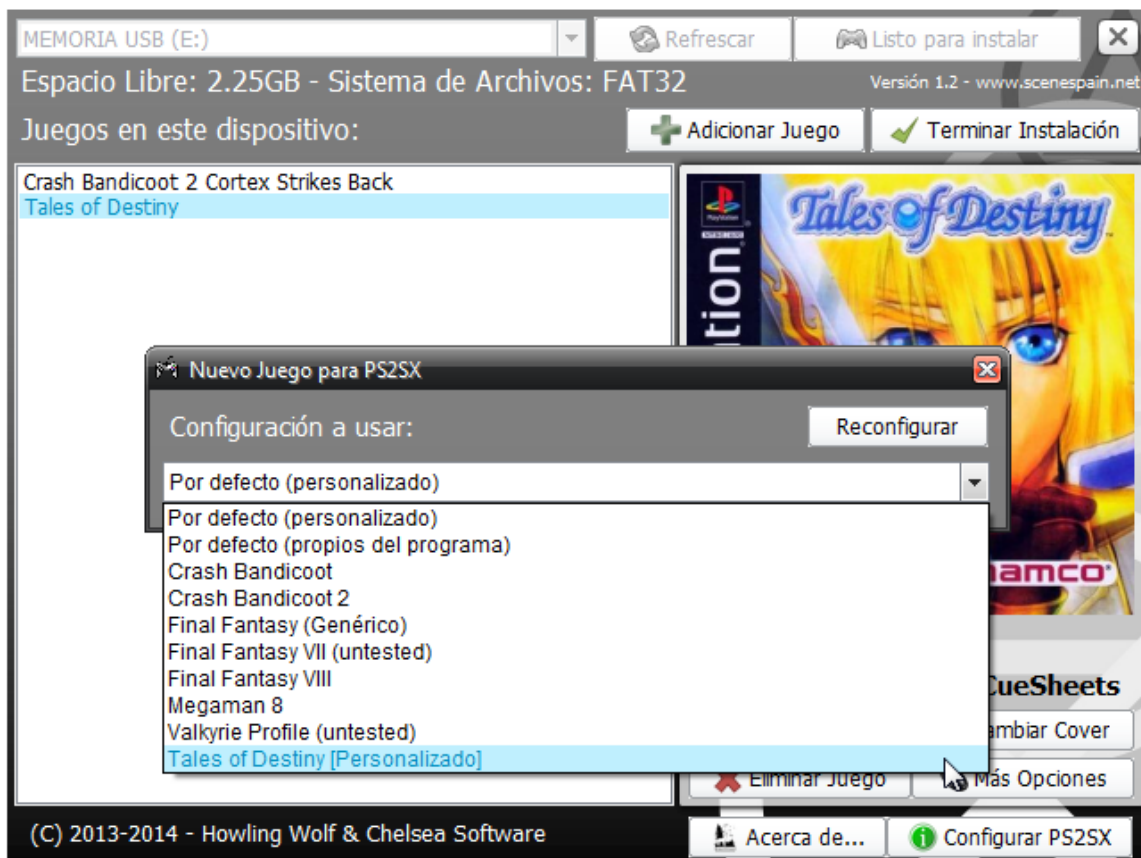 MEMORIA USB (E:)
Refrescar
Listo para instalar
Espacio Libre: 2.25GB - Sistema de Archivos: FAT32
Versión 1.2 - www.scenespain.net
Juegos en este dispositivo:
Adicionar Juego
Terminar Instalación
Crash Bandicoot 2 Cortex Strikes Back
Tales of Destiny
PlayStation
Tales of Destiny
tion
Nuevo Juego para PS2SX
Configuración a usar:
Reconfigurar
Por defecto (personalizado)
Por defecto (personalizado)
Por defecto (propios del programa)
Crash Bandicoot
Crash Bandicoot 2
Final Fantasy (Genérico)
Final Fantasy VII (untested)
Final Fantasy VIII
Megaman 8
Valkyrie Profile (untested)
Tales of Destiny [Personalizado]
amco
CueSheets
ambiar Cover
Eliminar Juego
Más Opciones
(C) 2013-2014 - Howling Wolf & Chelsea Software
Acerca de...
Configurar PS2SX